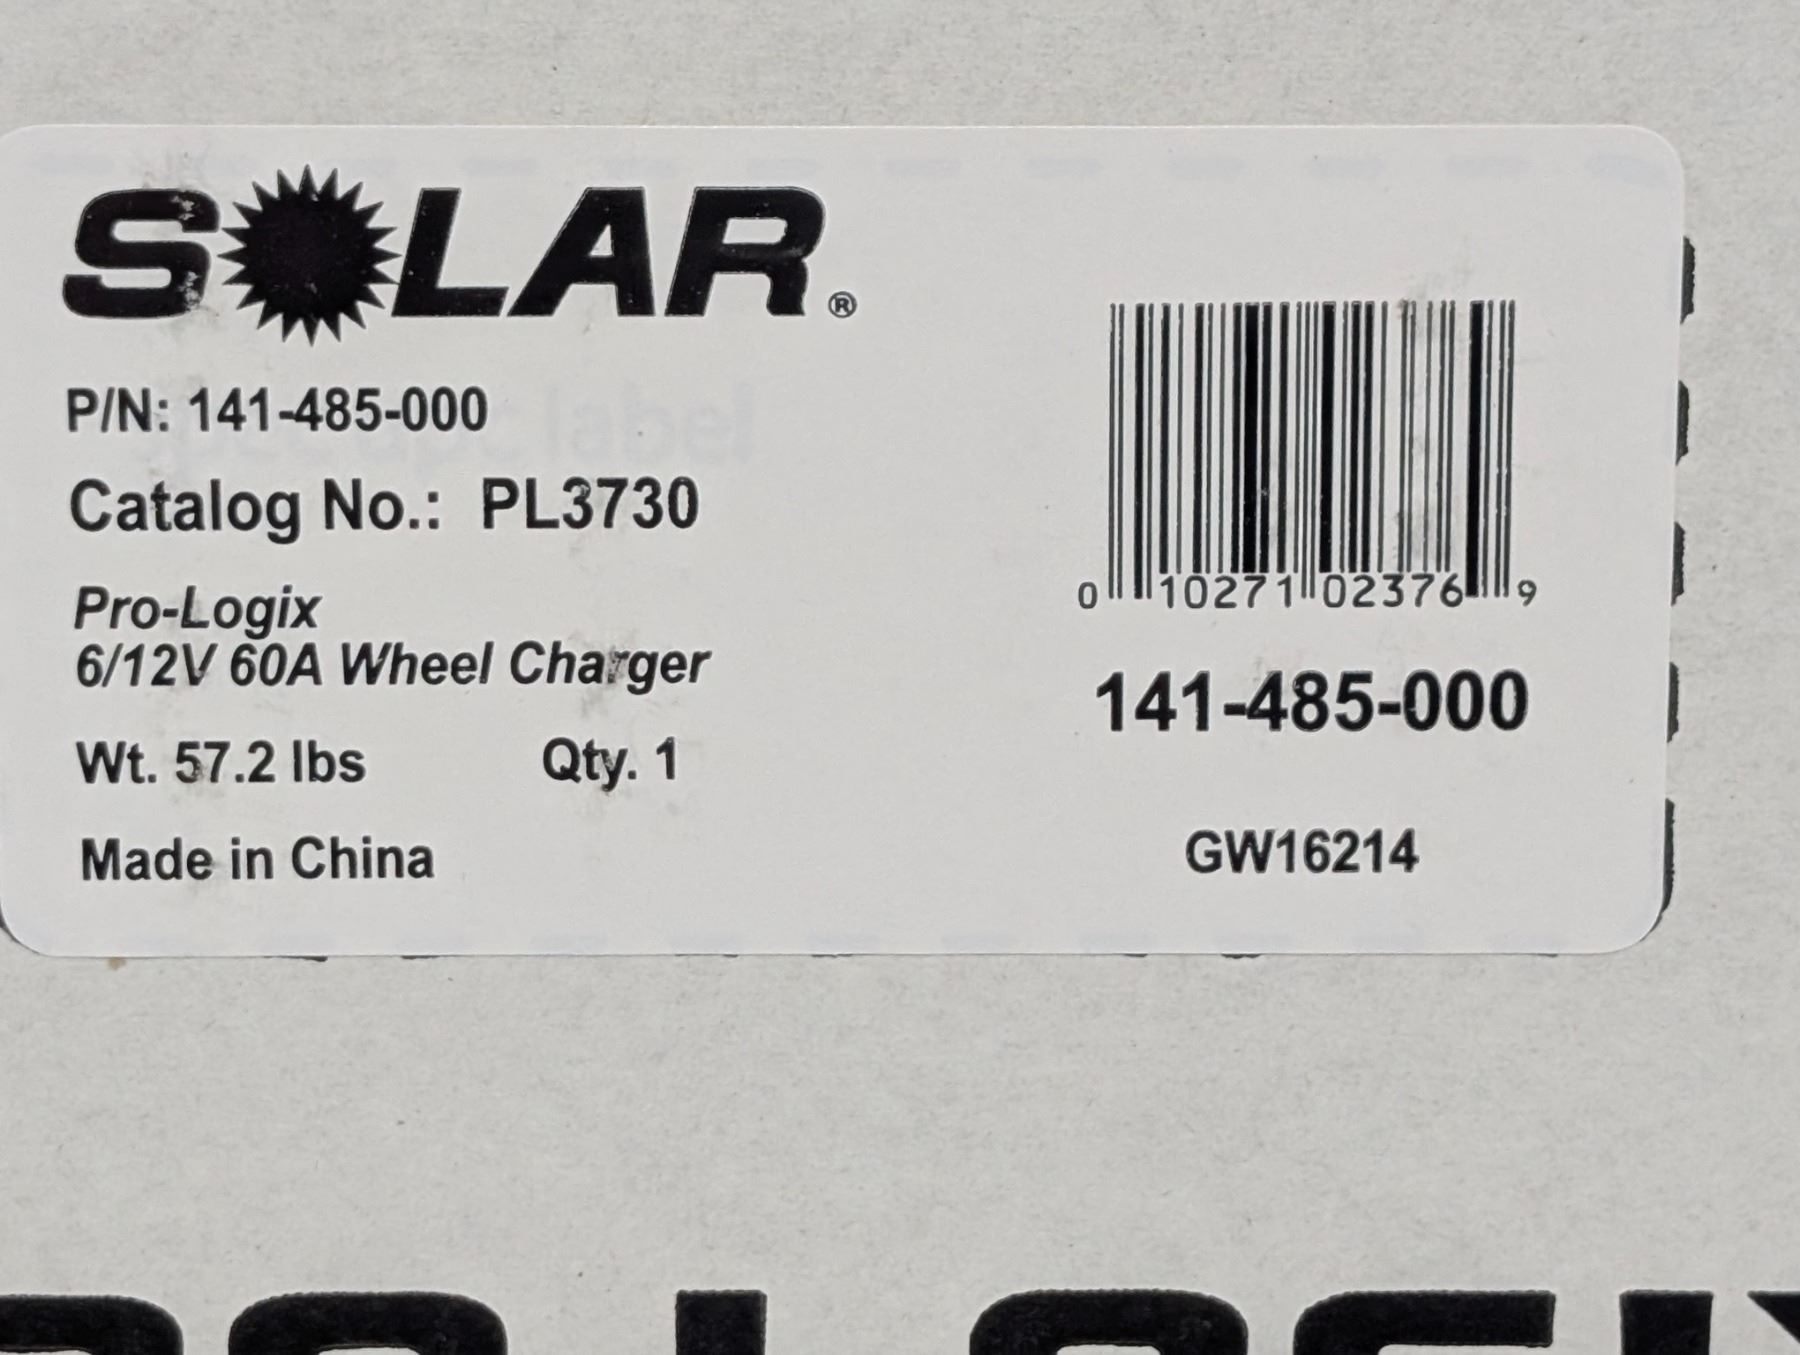 SOLAR®
P/N: 141-485-000
Catalog No.: PL3730
Pro-Logix
6/12V 60A Wheel Charger
Wt. 57.2 lbs Qty. 1
Made in China
0 10271 02376 9
141-485-000
GW16214